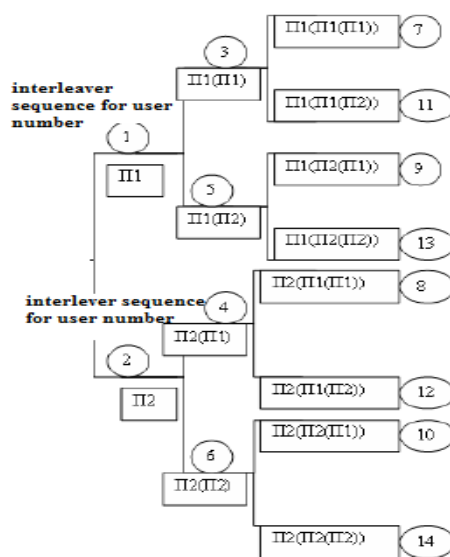 Π1(Π1(Π1))
7
3
Π1(Π1)
interleaver
sequence for user
number
Π1(Π1(Π2))
11
1
Π1
Π1(Π2(Π1))
9
5
Π1(Π2)
Π1(Π2(Π2))
13
Π2(Π1(Π1))
8
interlever sequence
for user number
4
Π2(Π1)
2
Π2
Π2(Π1(Π2))
12
Π2(Π2(Π1)
10
6
Π2(Π2)
Π2(Π2(Π2))
14